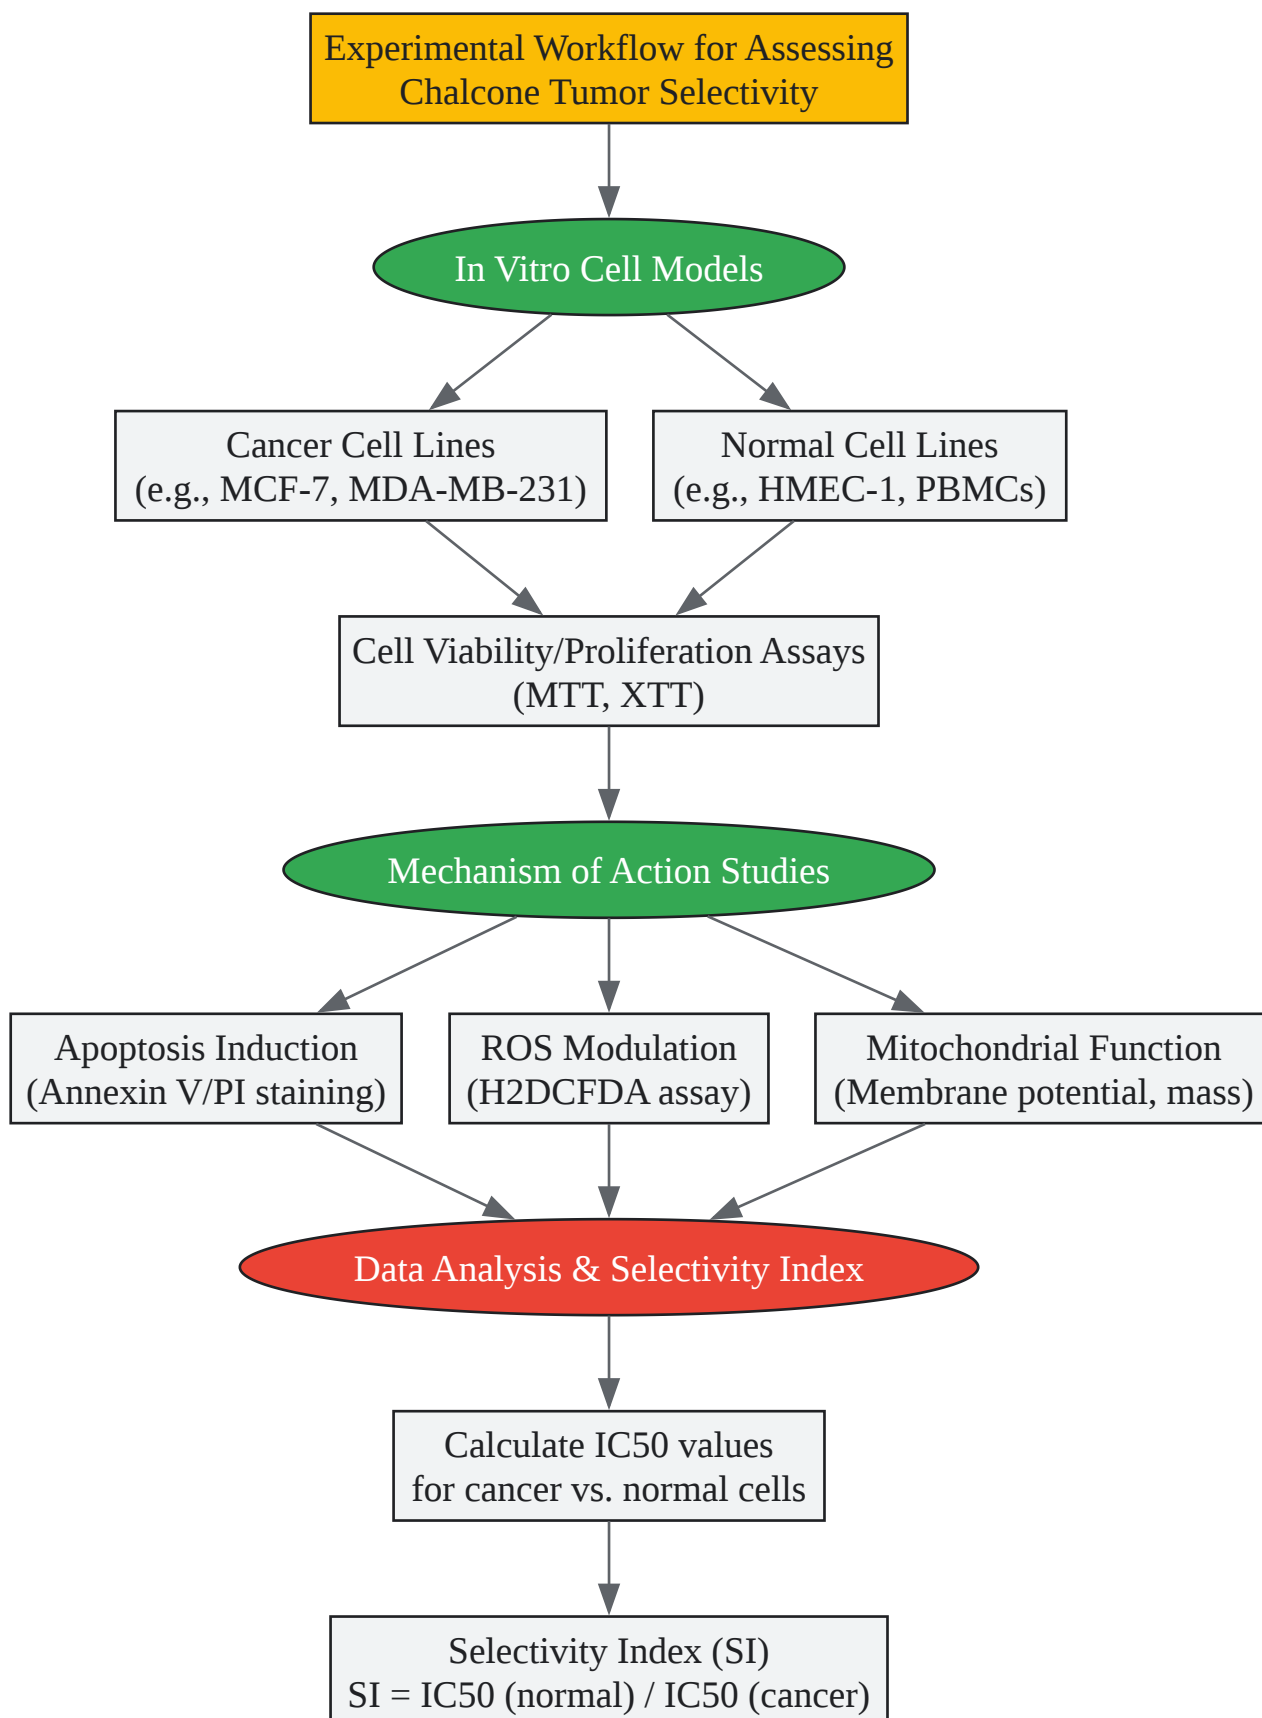 Experimental Workflow for Assessing
Chalcone Tumor Selectivity
In Vitro Cell Models
Cancer Cell Lines
(e.g., MCF-7, MDA-MB-231)
Normal Cell Lines
(e.g., HMEC-1, PBMCs)
Cell Viability/Proliferation Assays
(MTT, XTT)
Mechanism of Action Studies
Apoptosis Induction
(Annexin V/PI staining)
ROS Modulation
(H2DCFDA assay)
Mitochondrial Function
(Membrane potential, mass)
Data Analysis & Selectivity Index
Calculate IC50 values
for cancer vs. normal cells
Selectivity Index (SI)
SI = IC50 (normal) / IC50 (cancer)